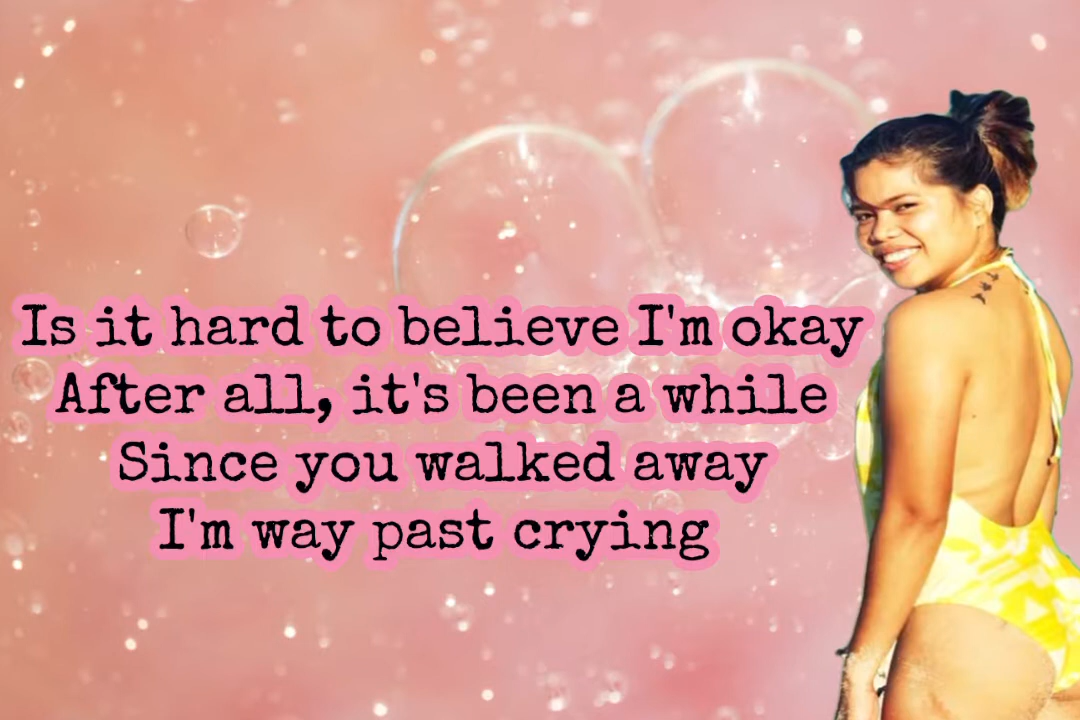 Is it hard to believe I'm okay
After all, it's been a while
Since you walked away
I'm way past crying